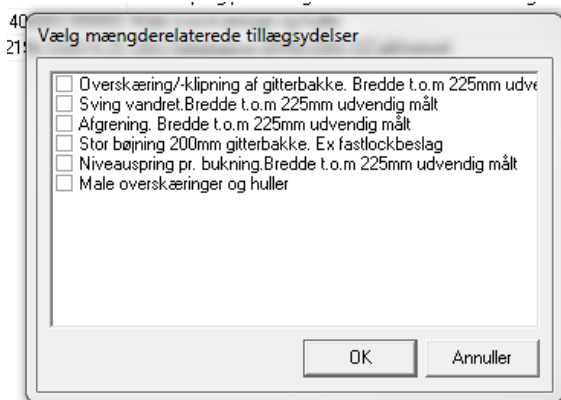 40
Vælg mængderelaterede tillægsydelser
219
Overskæring/-klipning af gitterbakke. Bredde t.o.m 225mm udve
Sving vandret.Bredde t.o.m 225mm udvendig målt
Afgrening. Bredde t.o.m 225mm udvendig målt
Stor bøjning 200mm gitterbakke. Ex fastlockbeslag
Niveauspring pr. bukning.Bredde t.o.m 225mm udvendig målt
Male overskæringer og huller
OK
Annuller